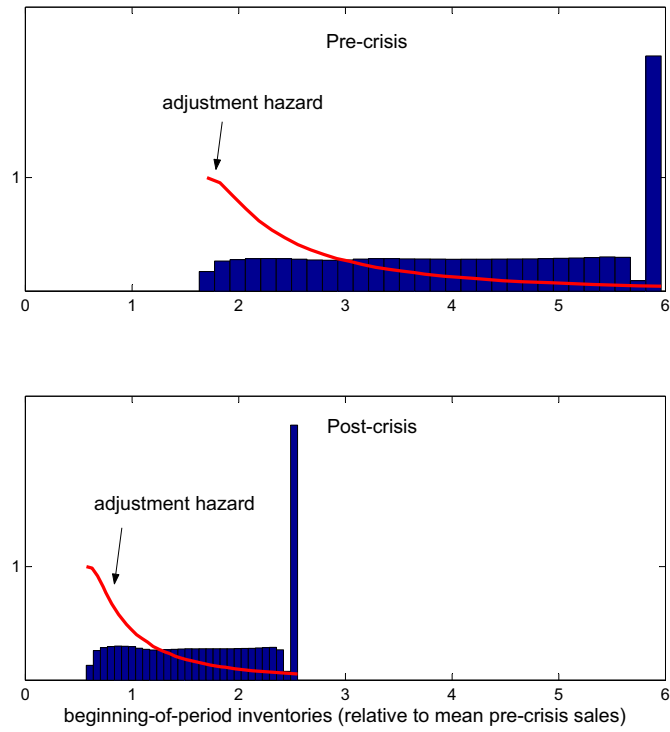 Pre-crisis
adjustment hazard
1
0 1 2 3 4 5 6
Post-crisis
adjustment hazard
1
0 1 2 3 4 5 6
beginning-of-period inventories (relative to mean pre-crisis sales)